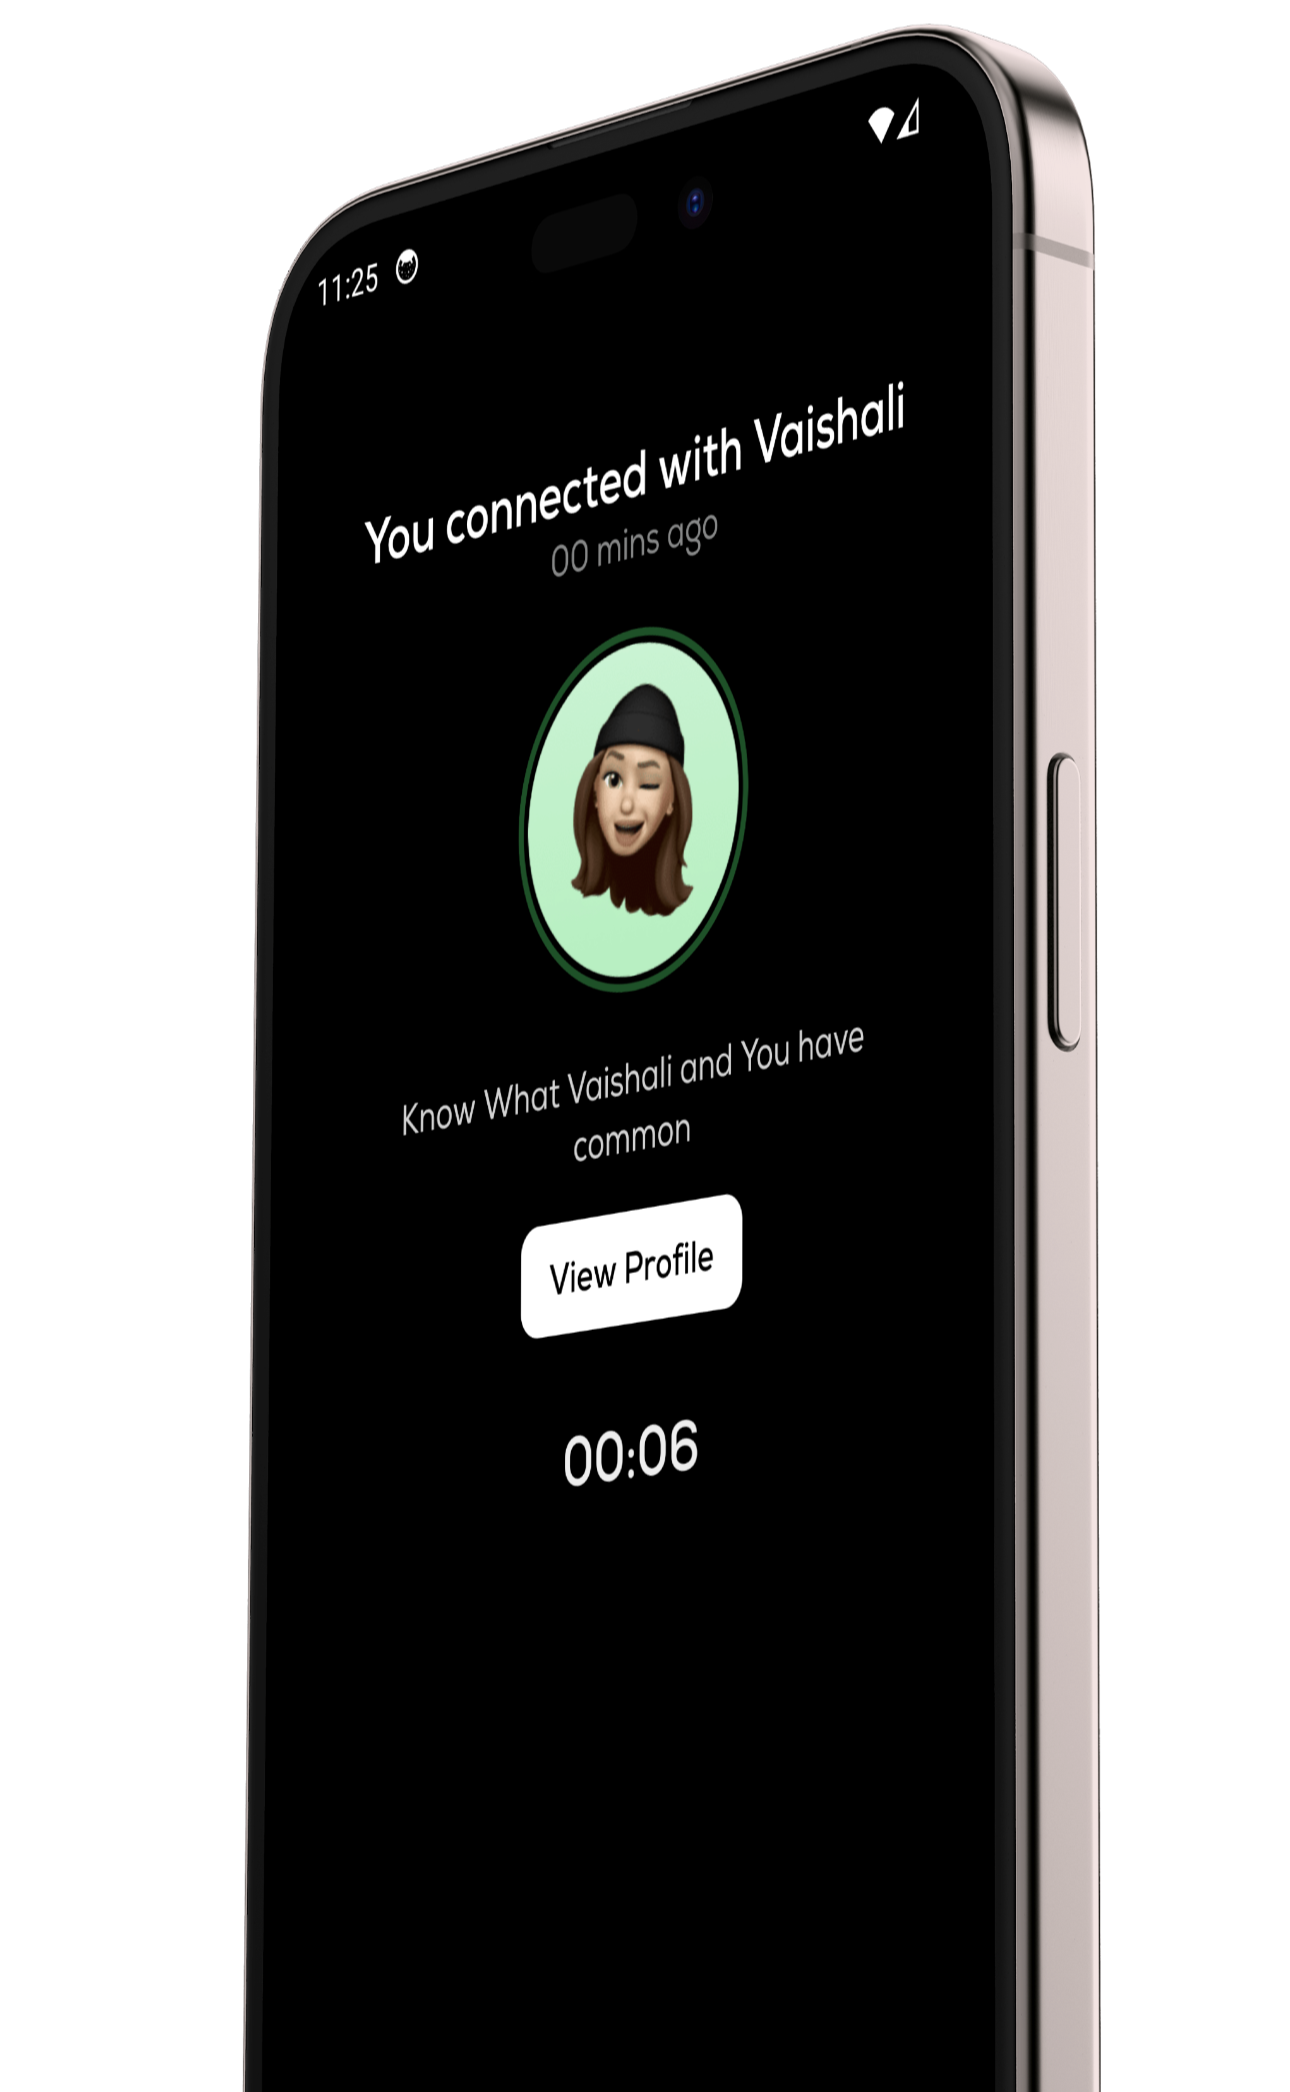 11:25
You connected with Vaishali
00 mins ago
Know What Vaishali and You have
common
View Profile
00:06